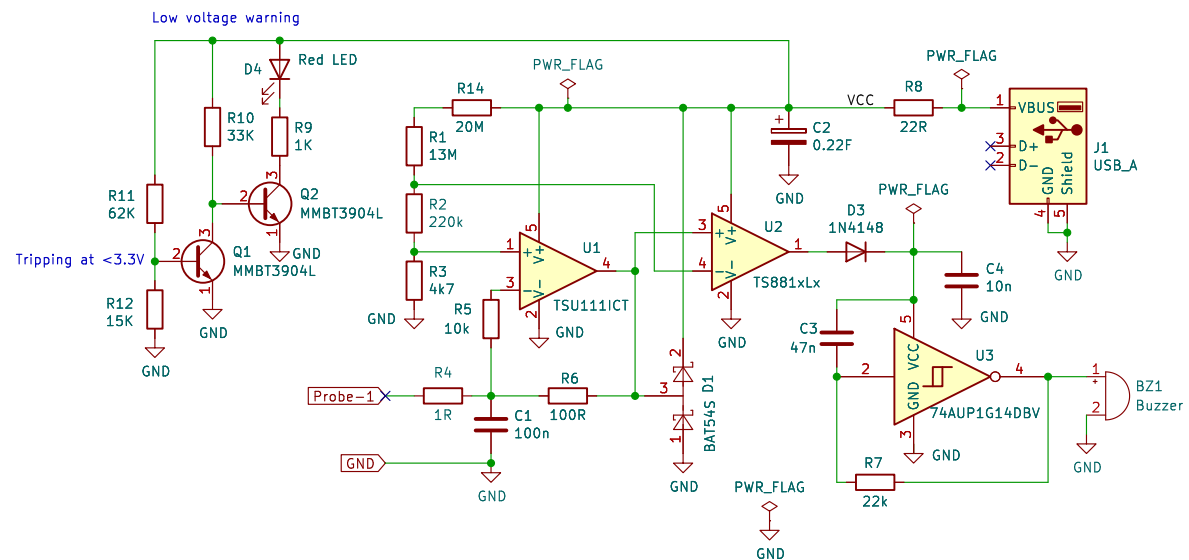 Low voltage warning
D4
Red LED
R10
33K
R9
1K
R11
62K
3
2
1
Q2
MMBT3904L
GND
Tripping at <3.3V
3
2
1
Q1
MMBT3904L
GND
R12
15K
GND
R14
20M
R1
13M
R2
220k
R3
4k7
GND
PWR_FLAG
VCC
R8
22R
PWR_FLAG
C2
0.22F
GND
1
VBUS
3
D+
2
D-
GND
Shield
4
5
J1
USB_A
GND
U1
TSU111ICT
1
3
4
5
2
+
-
V+
V-
GND
R5
10k
U2
TS881xLx
3
4
1
5
2
+
-
V+
V-
GND
PWR_FLAG
D3
1N4148
C4
10n
GND
C3
47n
U3
74AUP1G14DBV
5
2
4
3
VCC
GND
GND
R7
22k
1
+
2
BZ1
Buzzer
GND
Probe-1
R4
1R
R6
100R
C1
100n
GND
GND
2
3
1
BAT54S
D1
GND
PWR_FLAG
GND